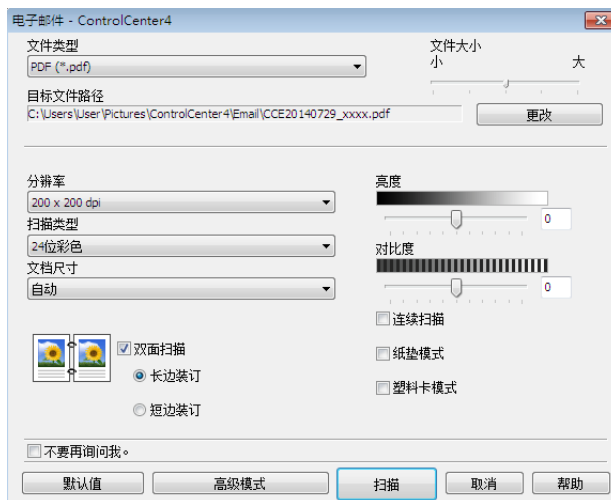 电子邮件 - ControlCenter4
文件类型
PDF (*.pdf)
文件大小
小 大
目标文件路径
C:\Users\User\Pictures\ControlCenter4\Email\CCE20140729_xxxx.pdf
更改
分辨率
200 x 200 dpi
扫描类型
24位彩色
文档尺寸
自动
亮度
0
对比度
0
连续扫描
纸垫模式
塑料卡模式
双面扫描
长边装订
短边装订
不要再询问我。
默认值 高级模式 扫描 取消 帮助